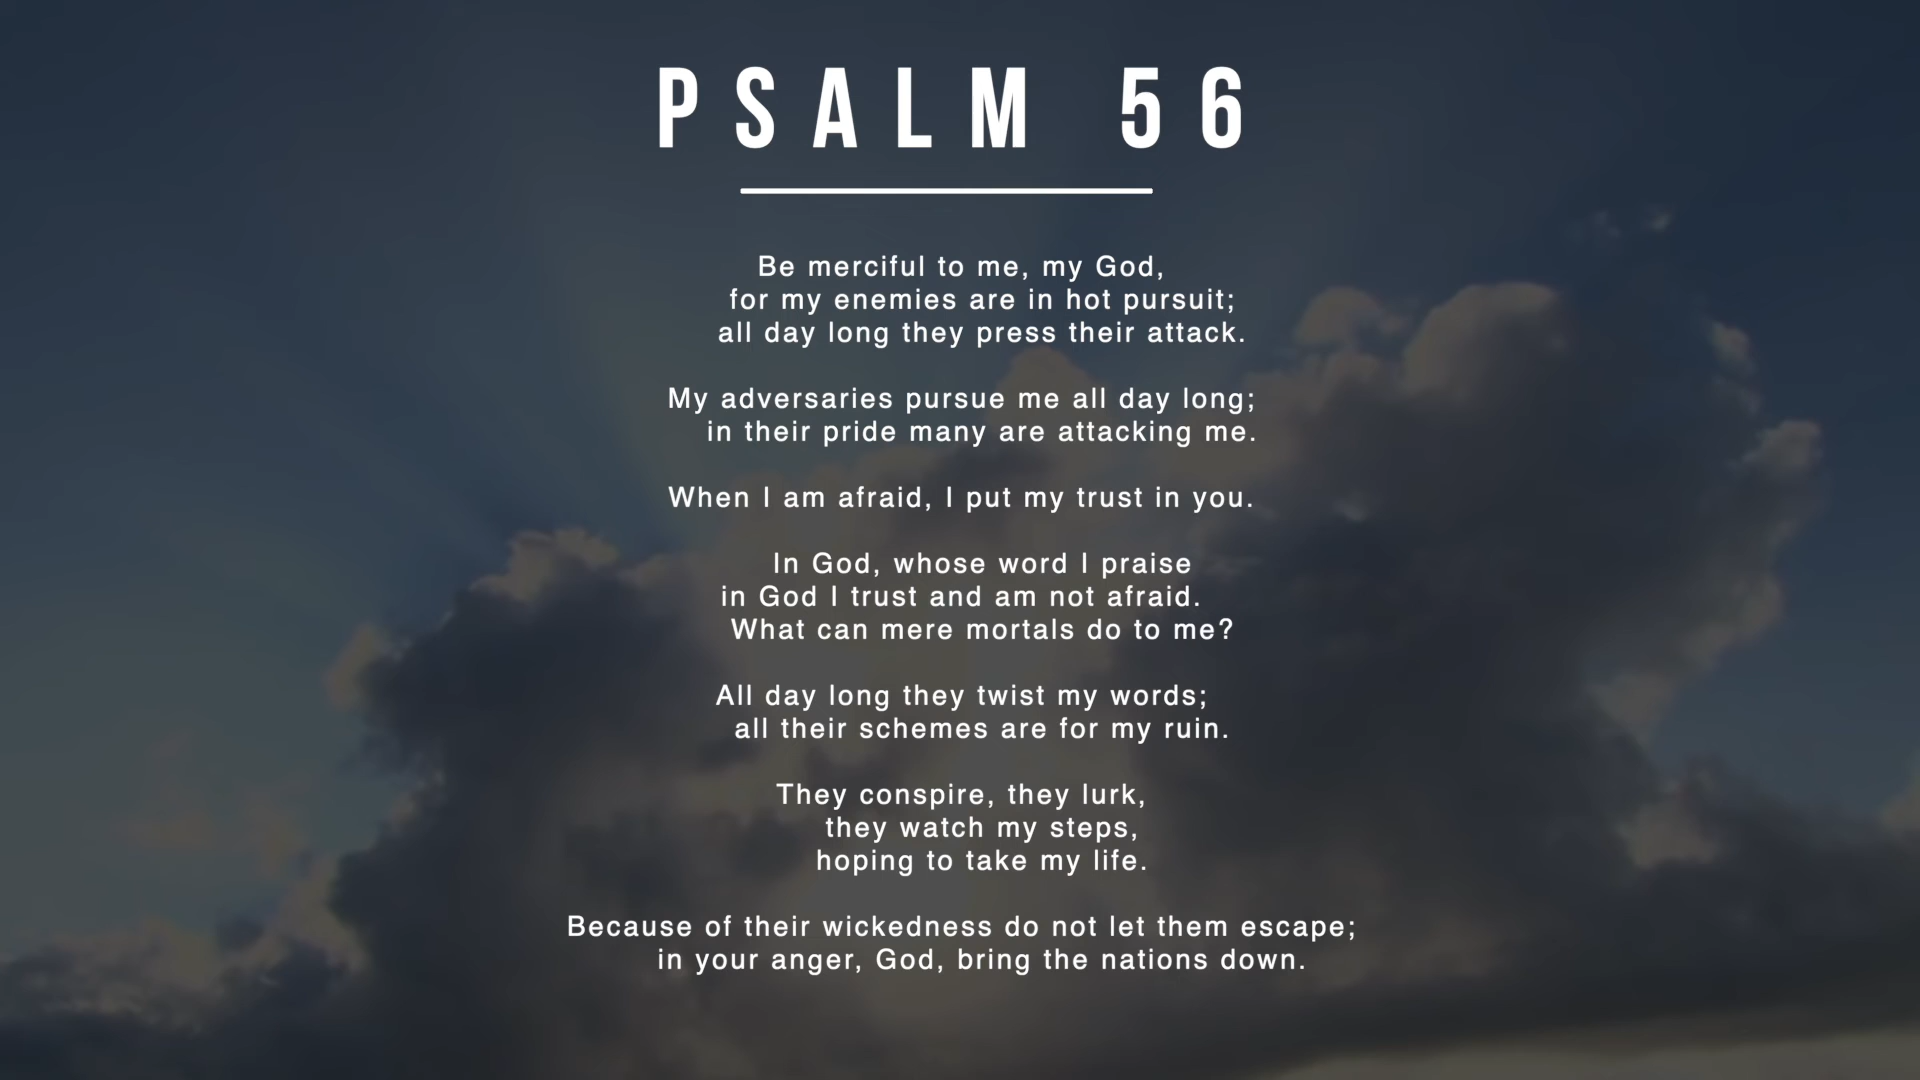 PSALM 56
Be merciful to me, my God,
for my enemies are in hot pursuit;
all day long they press their attack.
My adversaries pursue me all day long;
in their pride many are attacking me.
When I am afraid, I put my trust in you.
In God, whose word I praise
in God I trust and am not afraid.
What can mere mortals do to me?
All day long they twist my words;
all their schemes are for my ruin.
They conspire, they lurk,
they watch my steps,
hoping to take my life.
Because of their wickedness do not let them escape;
in your anger, God, bring the nations down.